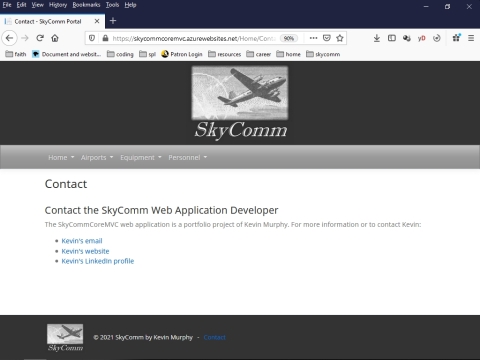 File Edit View History Bookmarks Tools Help
Contact - SkyComm Portal
https://skycommcoremvc.azurewebsites.net/Home/Cont
90%
faith Document and websit... coding spl Patron Login resources career home skycomm
SkyComm
Home Airports Equipment Personnel
Contact
Contact the SkyComm Web Application Developer
The SkyCommCoreMVC web application is a portfolio project of Kevin Murphy. For more information or to contact Kevin:
Kevin's email
Kevin's website
Kevin's LinkedIn profile
SkyComm
© 2021 SkyComm by Kevin Murphy - Contact